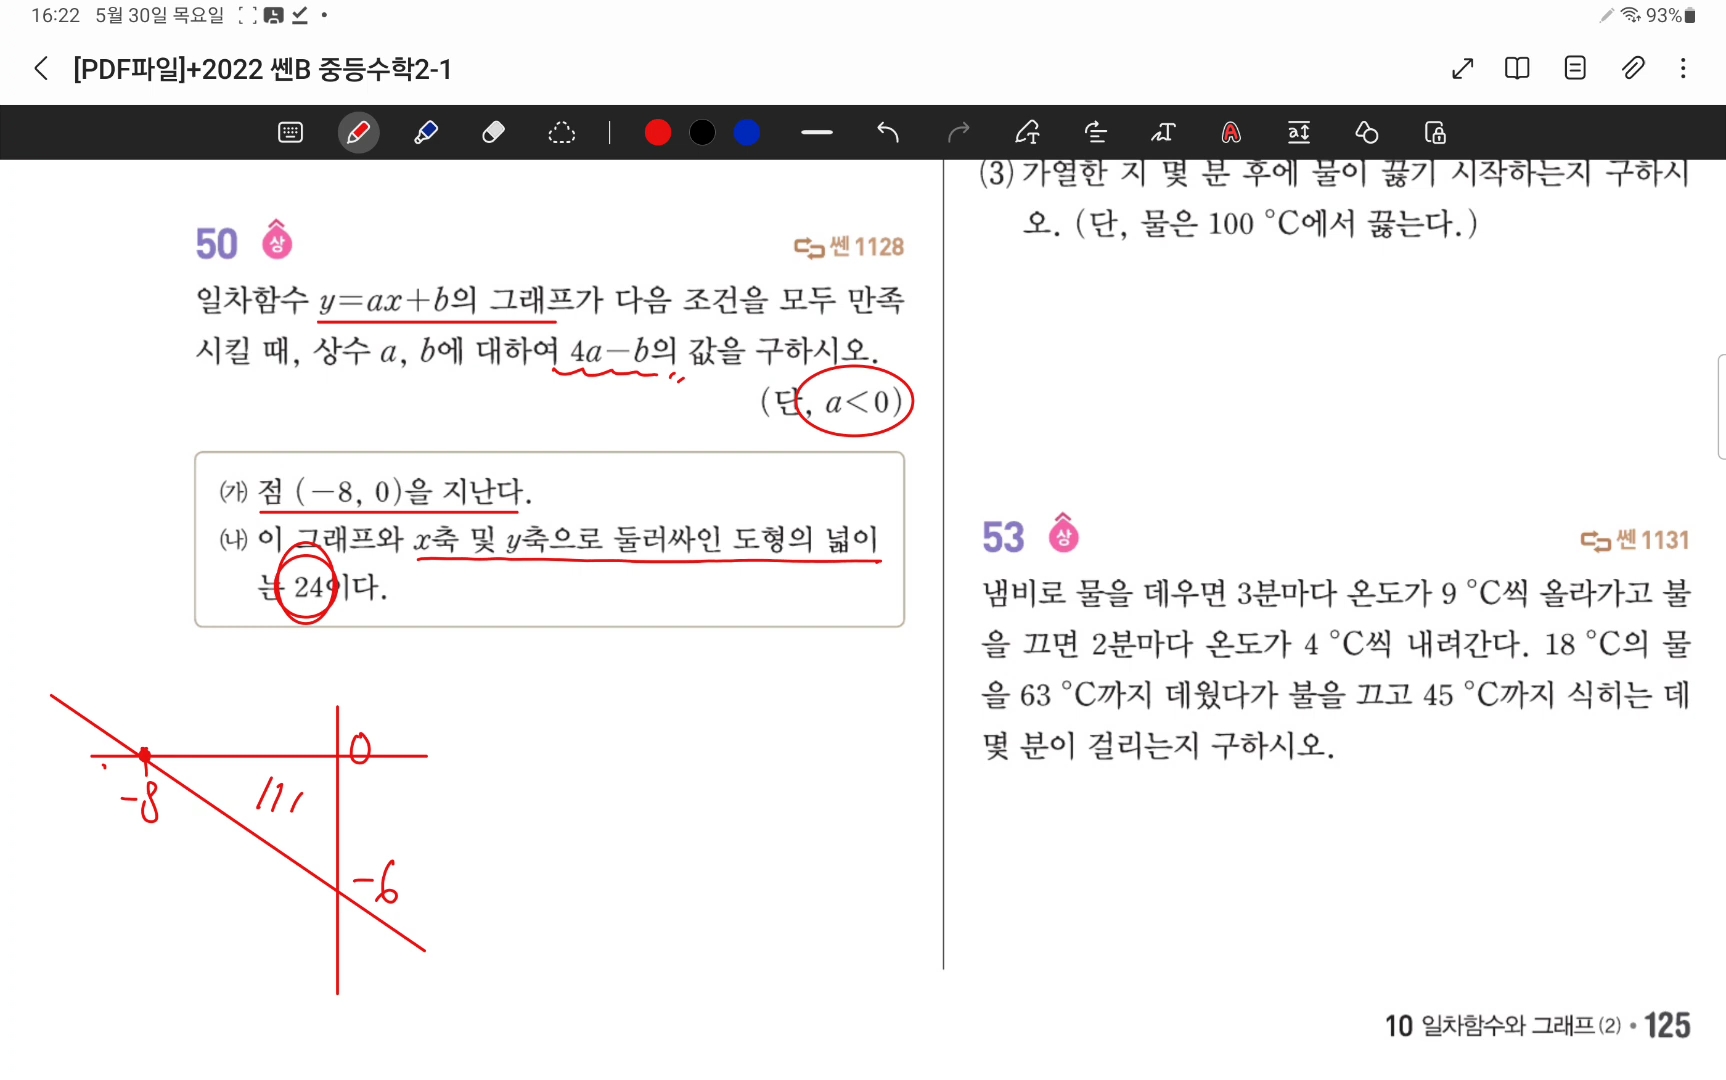 16:22 5월 30일 목요일
93%
[PDF파일]+2022 쎈B 중등수학2-1
50 상 쎈 1128
일차함수 y=ax+b의 그래프가 다음 조건을 모두 만족
시킬 때, 상수 a, b에 대하여 4a-b의 값을 구하시오.
(단, a<0)
㈎ 점 (-8, 0)을 지난다.
㈏ 이 그래프와 x축 및 y축으로 둘러싸인 도형의 넓이
는 24이다.
0
-8
-6
(3) 가열한 지 몇 분 후에 물이 끓기 시작하는지 구하시
오. (단, 물은 100 °C에서 끓는다.)
53 상 쎈 1131
냄비로 물을 데우면 3분마다 온도가 9 °C씩 올라가고 불
을 끄면 2분마다 온도가 4 °C씩 내려간다. 18 °C의 물
을 63 °C까지 데웠다가 불을 끄고 45 °C까지 식히는 데
몇 분이 걸리는지 구하시오.
10 일차함수와 그래프 (2) • 125